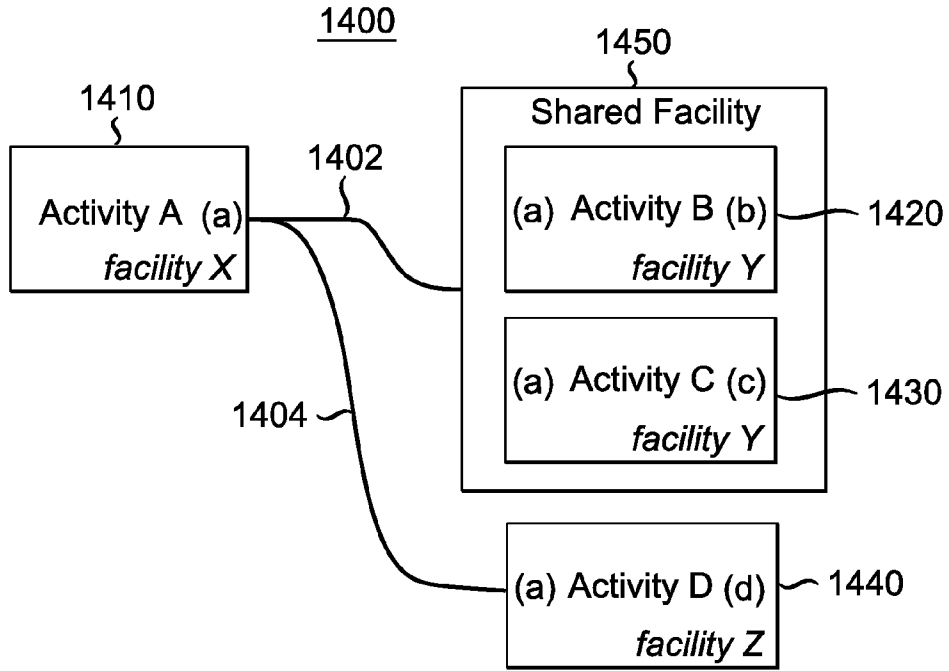 1400
1450
Shared Facility
1410
Activity A (a)
facility X
1402
(a) Activity B (b)
facility Y
1420
(a) Activity C (c)
facility Y
1430
1404
(a) Activity D (d)
facility Z
1440